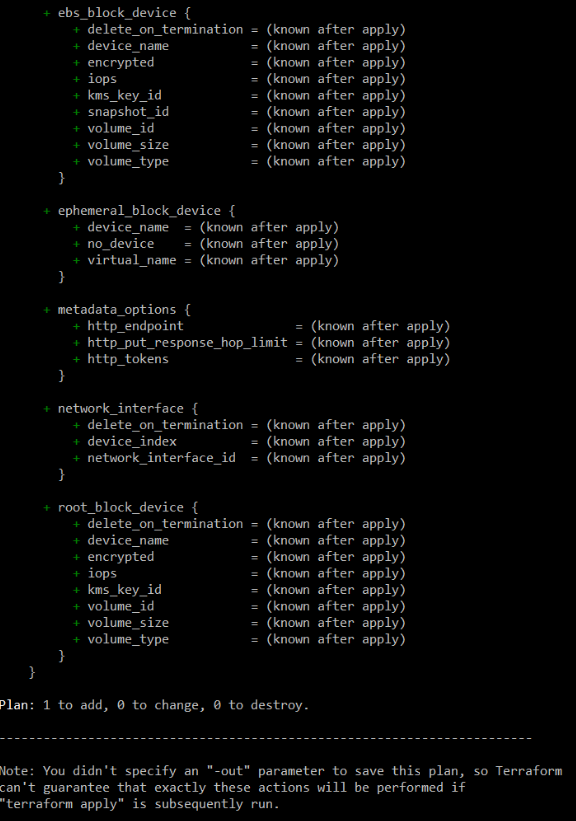 + ebs_block_device {
+ delete_on_termination = (known after apply)
+ device_name           = (known after apply)
+ encrypted             = (known after apply)
+ iops                  = (known after apply)
+ kms_key_id            = (known after apply)
+ snapshot_id           = (known after apply)
+ volume_id             = (known after apply)
+ volume_size           = (known after apply)
+ volume_type           = (known after apply)
}
+ ephemeral_block_device {
+ device_name  = (known after apply)
+ no_device    = (known after apply)
+ virtual_name = (known after apply)
}
+ metadata_options {
+ http_endpoint               = (known after apply)
+ http_put_response_hop_limit = (known after apply)
+ http_tokens                 = (known after apply)
}
+ network_interface {
+ delete_on_termination = (known after apply)
+ device_index          = (known after apply)
+ network_interface_id  = (known after apply)
}
+ root_block_device {
+ delete_on_termination = (known after apply)
+ device_name           = (known after apply)
+ encrypted             = (known after apply)
+ iops                  = (known after apply)
+ kms_key_id            = (known after apply)
+ volume_id             = (known after apply)
+ volume_size           = (known after apply)
+ volume_type           = (known after apply)
}
}
Plan: 1 to add, 0 to change, 0 to destroy.
------------------------------------------------------------------------
Note: You didn't specify an "-out" parameter to save this plan, so Terraform
can't guarantee that exactly these actions will be performed if
"terraform apply" is subsequently run.